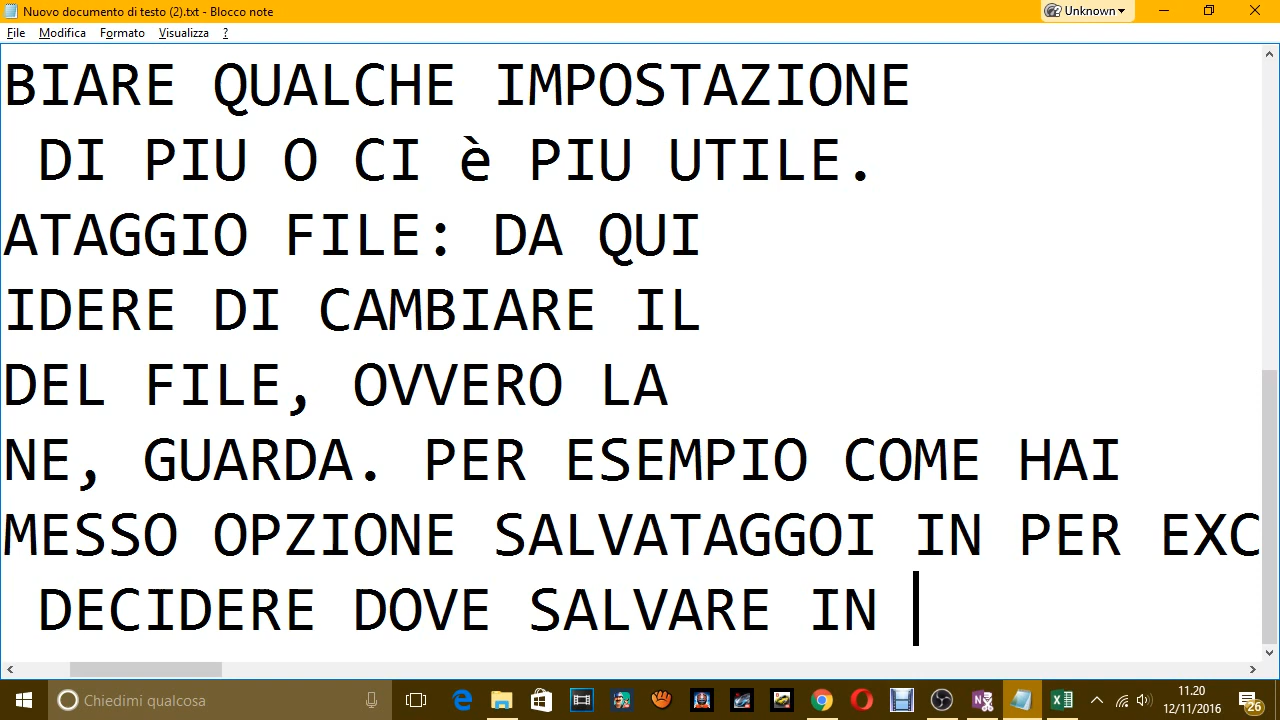 Nuovo documento di testo (2).txt - Blocco note
Unknown
File Modifica Formato Visualizza ?
BIARE QUALCHE IMPOSTAZIONE
DI PIU O CI è PIU UTILE.
ATAGGIO FILE: DA QUI
IDERE DI CAMBIARE IL
DEL FILE, OVVERO LA
NE, GUARDA. PER ESEMPIO COME HAI
MESSO OPZIONE SALVATAGGOI IN PER EXC
DECIDERE DOVE SALVARE IN
Chiedimi qualcosa
11.20
12/11/2016
26